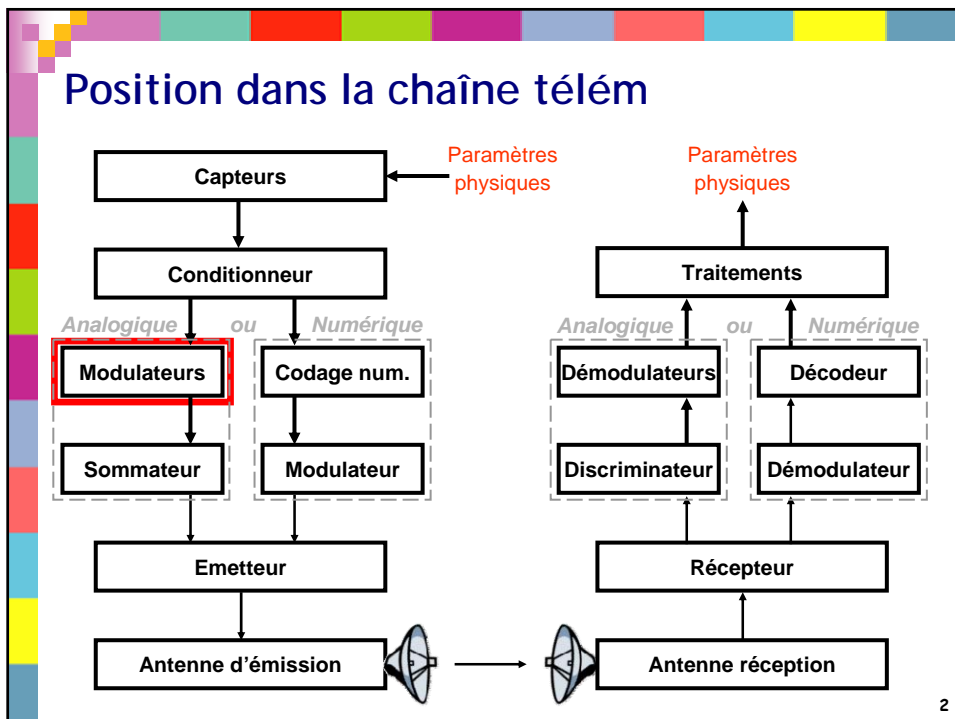 Position dans la chaîne télém
Paramètres
physiques
Paramètres
physiques
Capteurs
Conditionneur
Traitements
Analogique ou Numérique
Analogique ou Numérique
Modulateurs
Codage num.
Démodulateurs
Décodeur
Sommateur
Modulateur
Discriminateur
Démodulateur
Emetteur
Récepteur
Antenne d'émission
Antenne réception
2